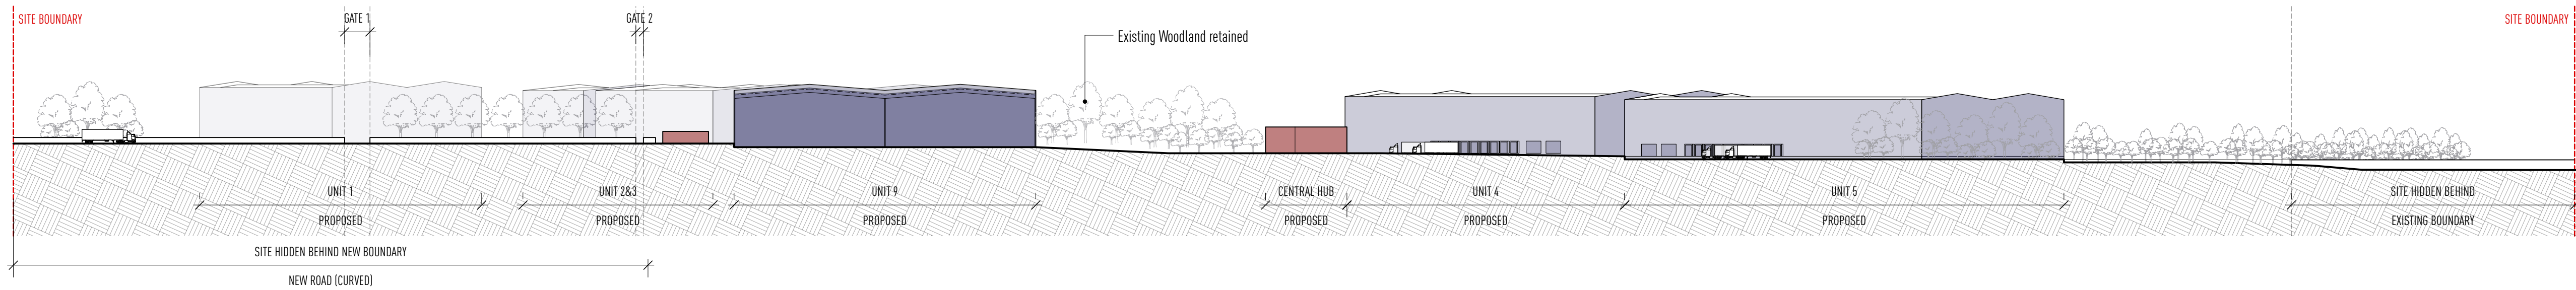 SITE BOUNDARY
GATE 1
GATE 2
Existing Woodland retained
SITE BOUNDARY
UNIT 1
PROPOSED
UNIT 2&3
PROPOSED
UNIT 9
PROPOSED
CENTRAL HUB
PROPOSED
UNIT 4
PROPOSED
UNIT 5
PROPOSED
SITE HIDDEN BEHIND
EXISTING BOUNDARY
SITE HIDDEN BEHIND NEW BOUNDARY
NEW ROAD (CURVED)